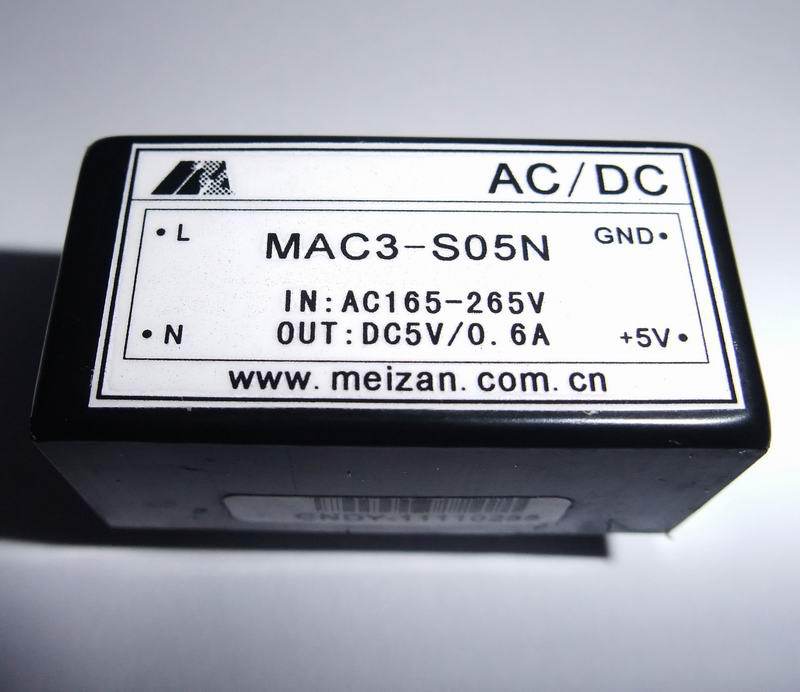 AC/DC
• L
MAC3-S05N
GND •
IN:AC165-265V
• N
OUT:DC5V/0.6A
+5V •
www.meizan.com.cn